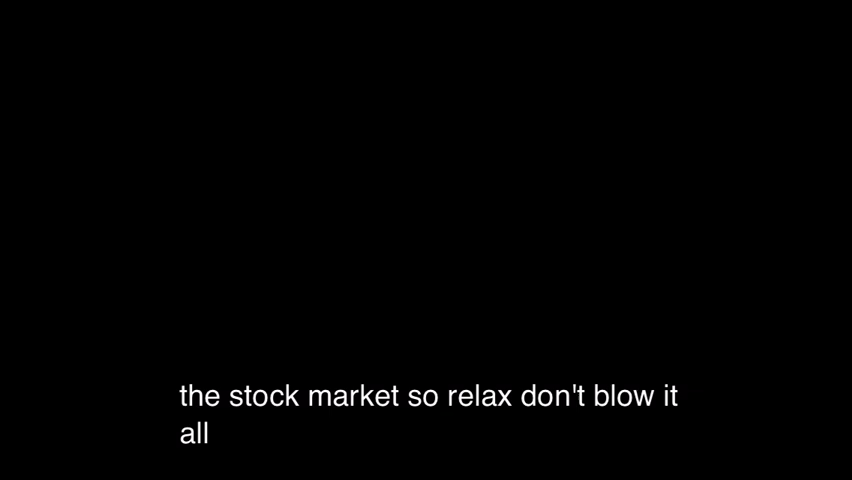 the stock market so relax don't blow it
all